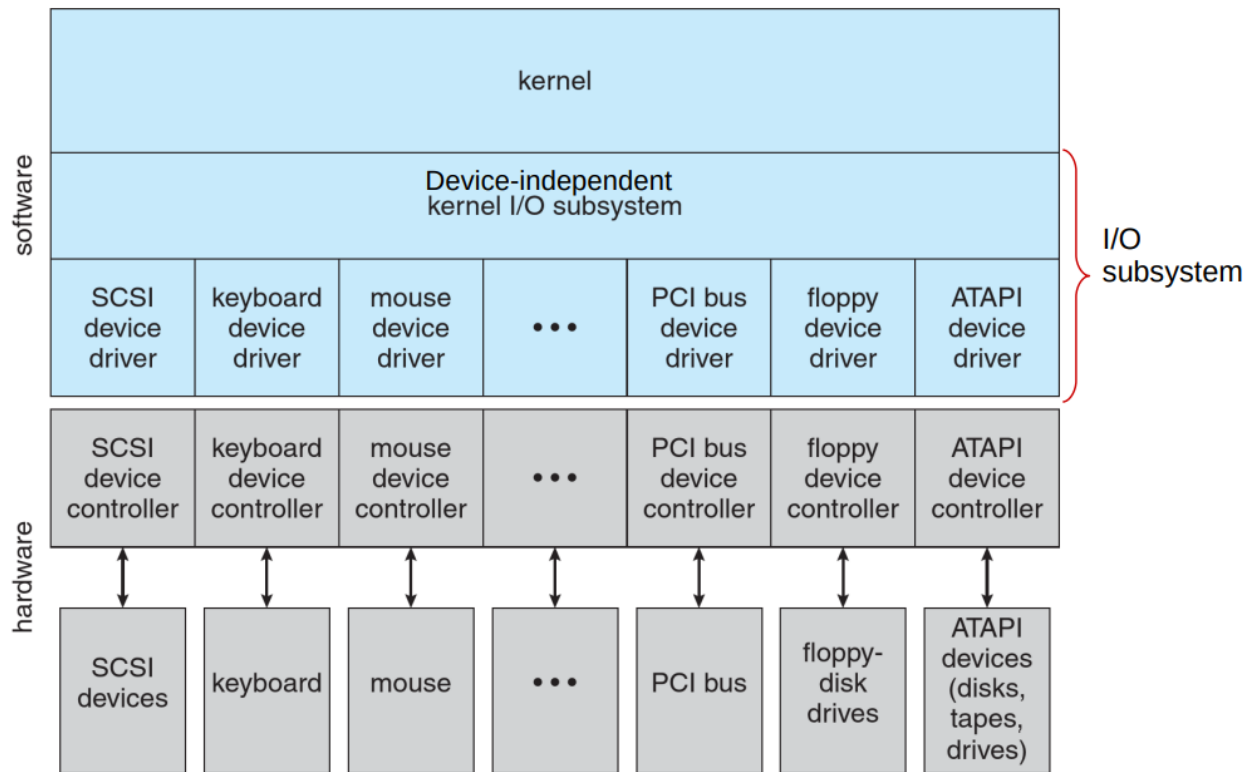 kernel
software
Device-independent
kernel I/O subsystem
I/O
subsystem
SCSI
device
driver
keyboard
device
driver
mouse
device
driver
•••
PCI bus
device
driver
floppy
device
driver
ATAPI
device
driver
hardware
SCSI
device
controller
keyboard
device
controller
mouse
device
controller
•••
PCI bus
device
controller
floppy
device
controller
ATAPI
device
controller
SCSI
devices
keyboard
mouse
•••
PCI bus
floppy-
disk
drives
ATAPI
devices
(disks,
tapes,
drives)